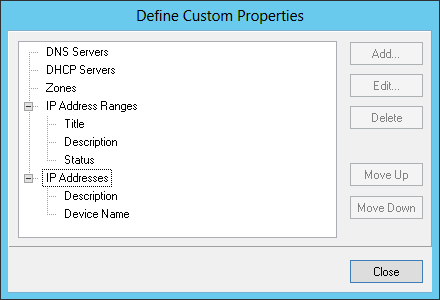 Define Custom Properties
DNS Servers
DHCP Servers
Zones
IP Address Ranges
Title
Description
Status
IP Addresses
Description
Device Name
Add...
Edit...
Delete
Move Up
Move Down
Close